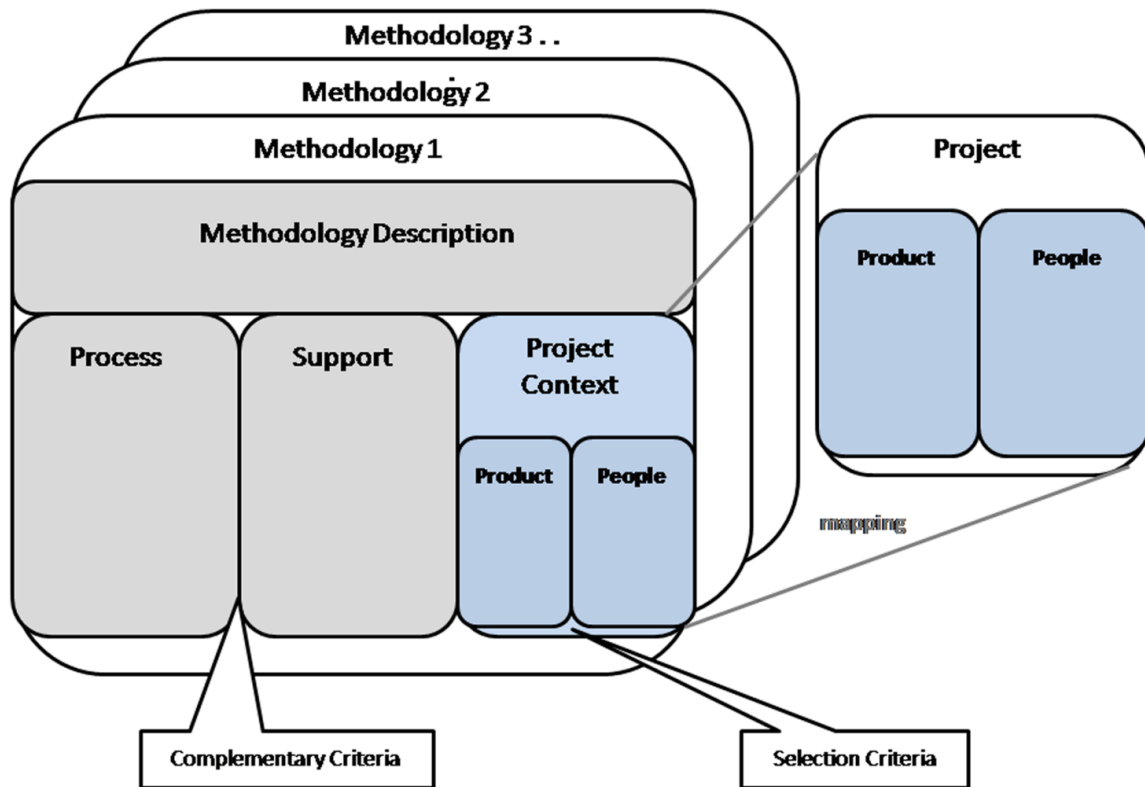 Methodology 3 . .
Methodology 2
Methodology 1
Project
Methodology Description
Product
People
Process
Support
Project
Context
Product
People
mapping
Complementary Criteria
Selection Criteria